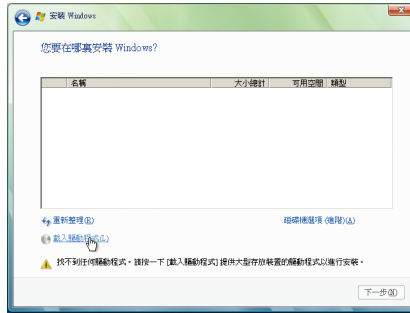 安裝 Windows
您要在哪裏安裝 Windows?
名稱 大小總計 可用空間 類型
重新整理(R) 磁碟機選項 (進階)(A)
載入驅動程式(L)
找不到任何驅動程式。請按一下 [載入驅動程式] 提供大型存放裝置的驅動程式以進行安裝。
下一步(N)